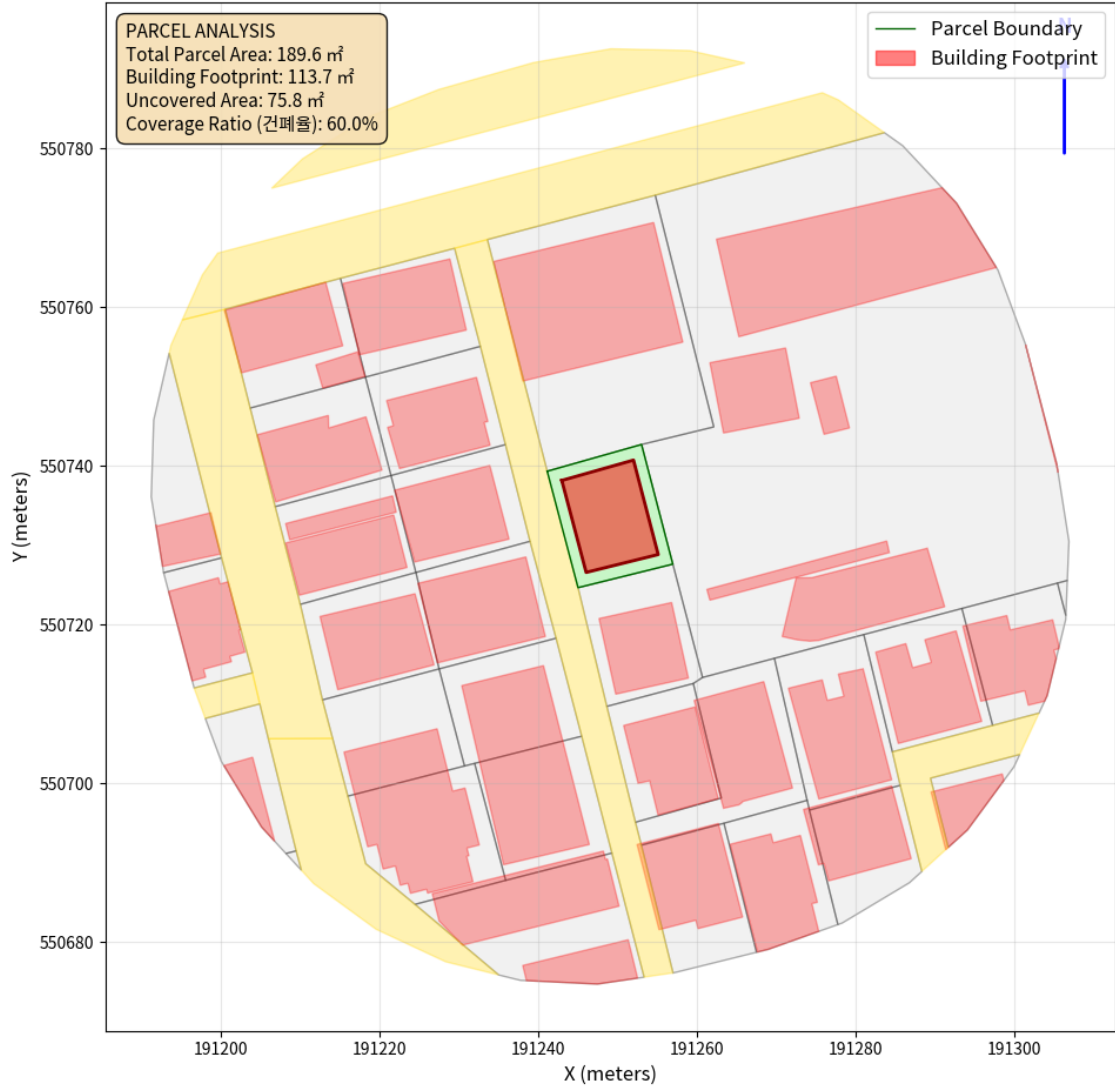 PARCEL ANALYSIS
Total Parcel Area: 189.6 ㎡
Building Footprint: 113.7 ㎡
Uncovered Area: 75.8 ㎡
Coverage Ratio (건폐율): 60.0%
Parcel Boundary
Building Footprint
N
550780
550760
550740
550720
550700
550680
Y (meters)
191200
191220
191240
191260
191280
191300
X (meters)